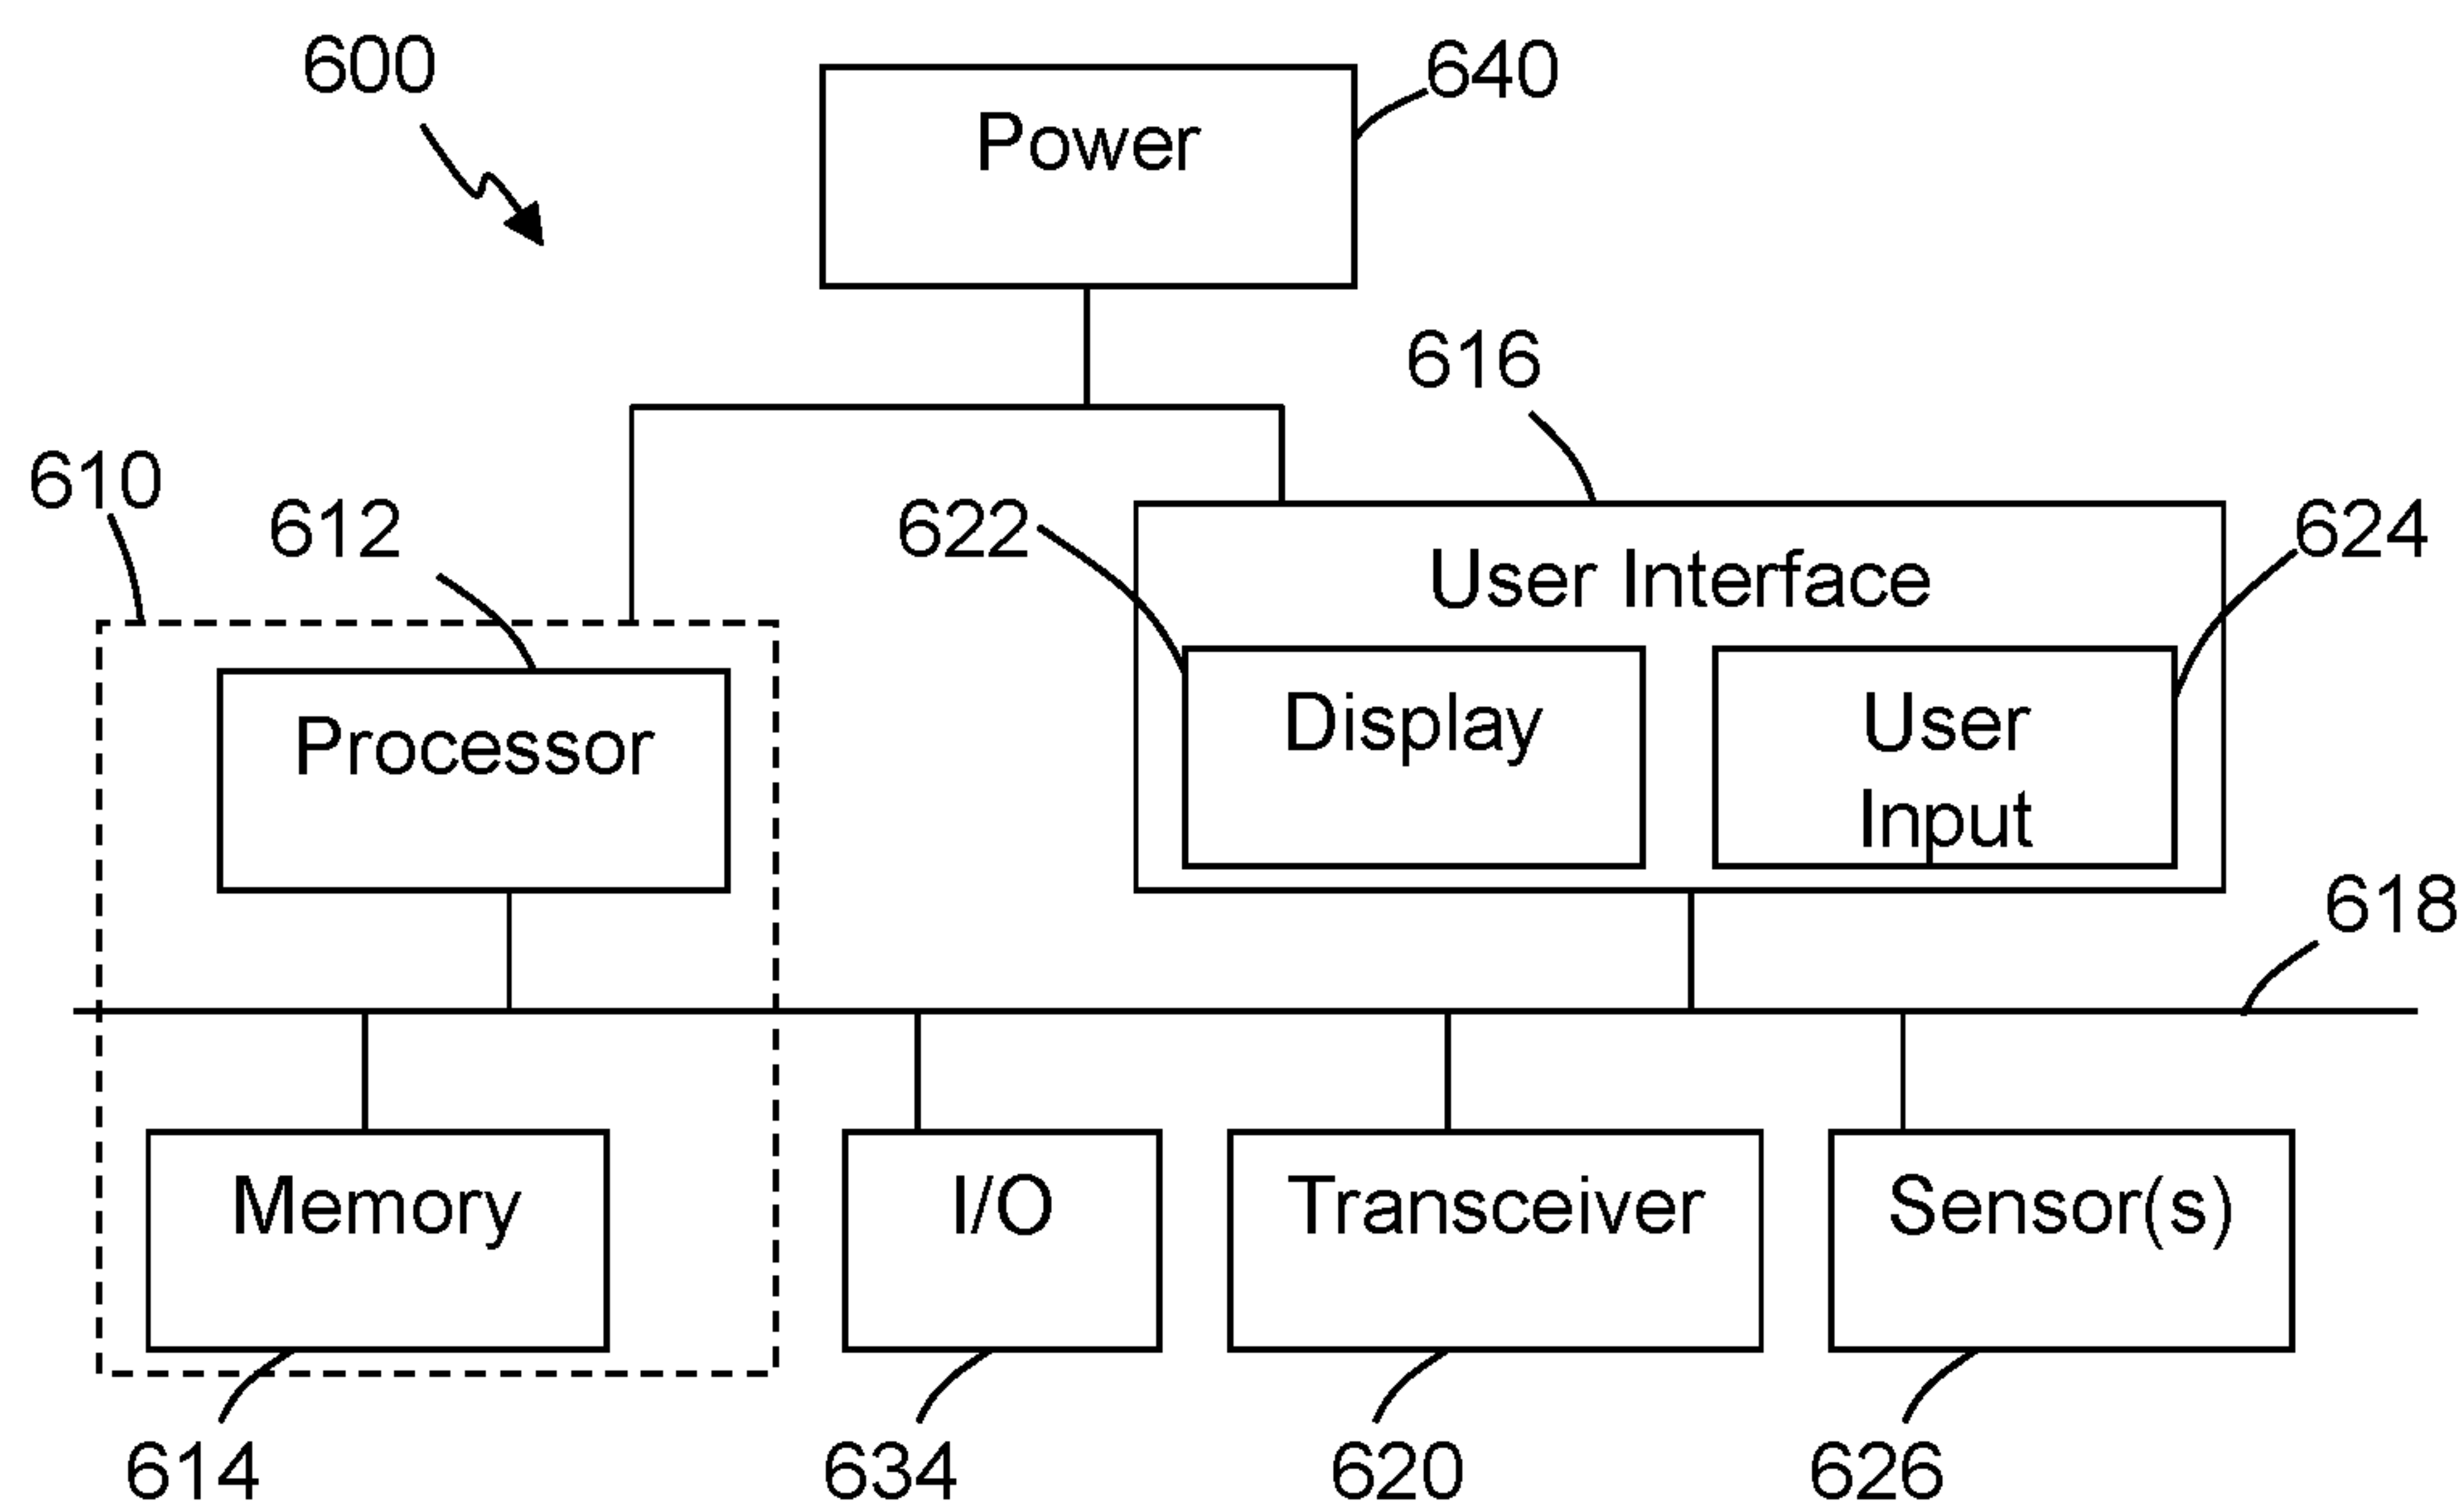 600
Power
640
616
610
612
622
User Interface
624
Processor
Display
User
Input
618
Memory
I/O
Transceiver
Sensor(s)
614
634
620
626